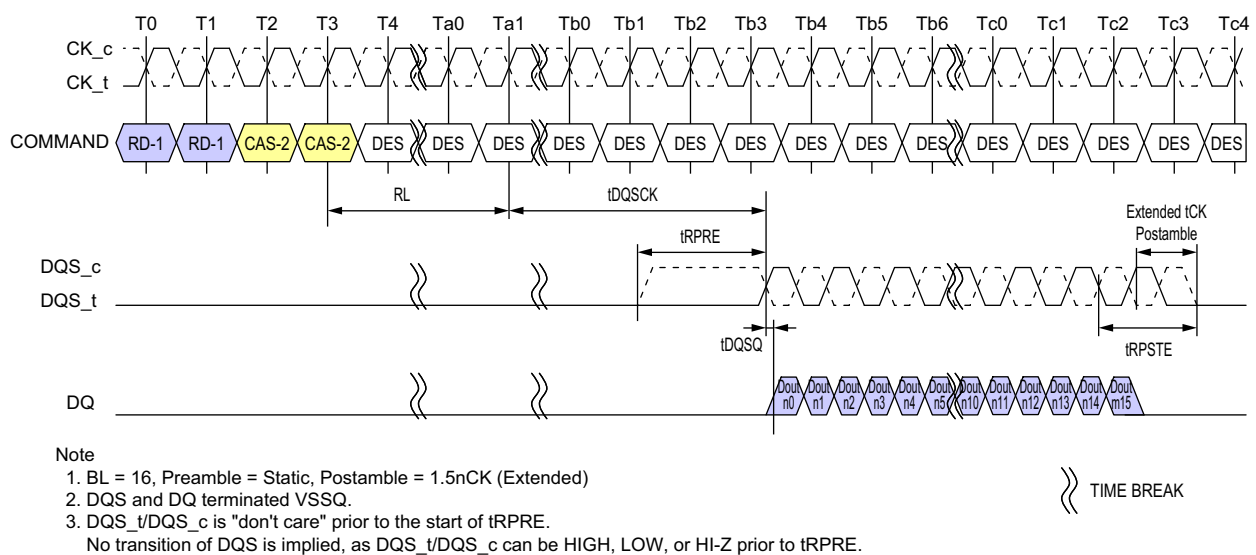 T0 T1 T2 T3 T4 Ta0 Ta1 Tb0 Tb1 Tb2 Tb3 Tb4 Tb5 Tb6 Tc0 Tc1 Tc2 Tc3 Tc4
CK_c
CK_t
COMMAND RD-1 RD-1 CAS-2 CAS-2 DES DES DES DES DES DES DES DES DES DES DES DES DES DES DES
RL tDQSCK
Extended tCK
Postamble
tRPRE
DQS_c
DQS_t
tDQSQ
tRPSTE
DQ
Dout Dout Dout Dout Dout Dout Dout Dout Dout Dout Dout Dout
n0 n1 n2 n3 n4 n5 n10 n11 n12 n13 n14 m15
Note
1. BL = 16, Preamble = Static, Postamble = 1.5nCK (Extended)
2. DQS and DQ terminated VSSQ.
3. DQS_t/DQS_c is "don't care" prior to the start of tRPRE.
No transition of DQS is implied, as DQS_t/DQS_c can be HIGH, LOW, or HI-Z prior to tRPRE.
TIME BREAK